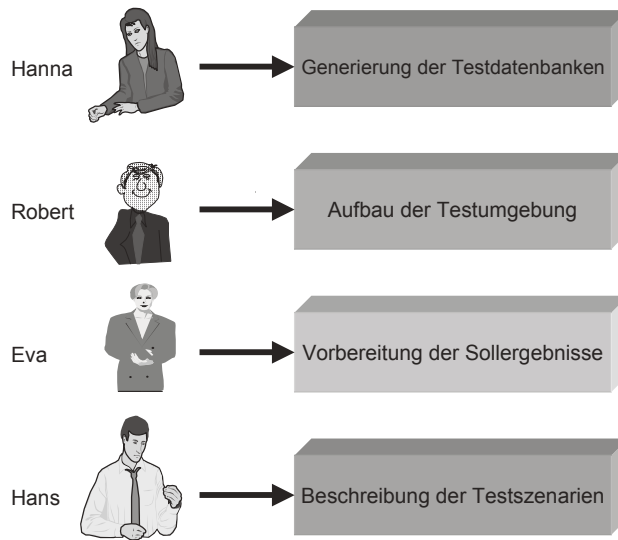 Hanna
Generierung der Testdatenbanken
Robert
Aufbau der Testumgebung
Eva
Vorbereitung der Sollergebnisse
Hans
Beschreibung der Testszenarien